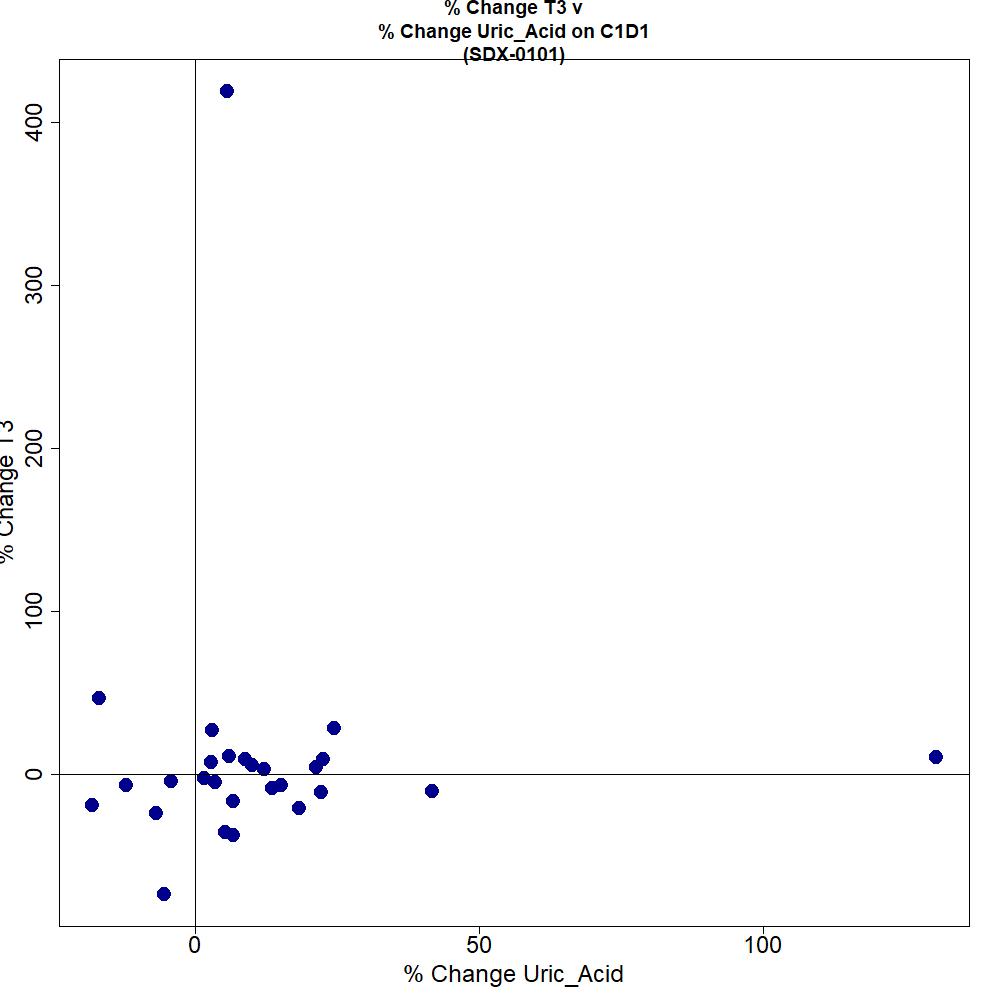 % Change T3 v
% Change Uric_Acid on C1D1
(SDX-0101)
400
300
200
100
0
% Change T3
0 50 100
% Change Uric_Acid